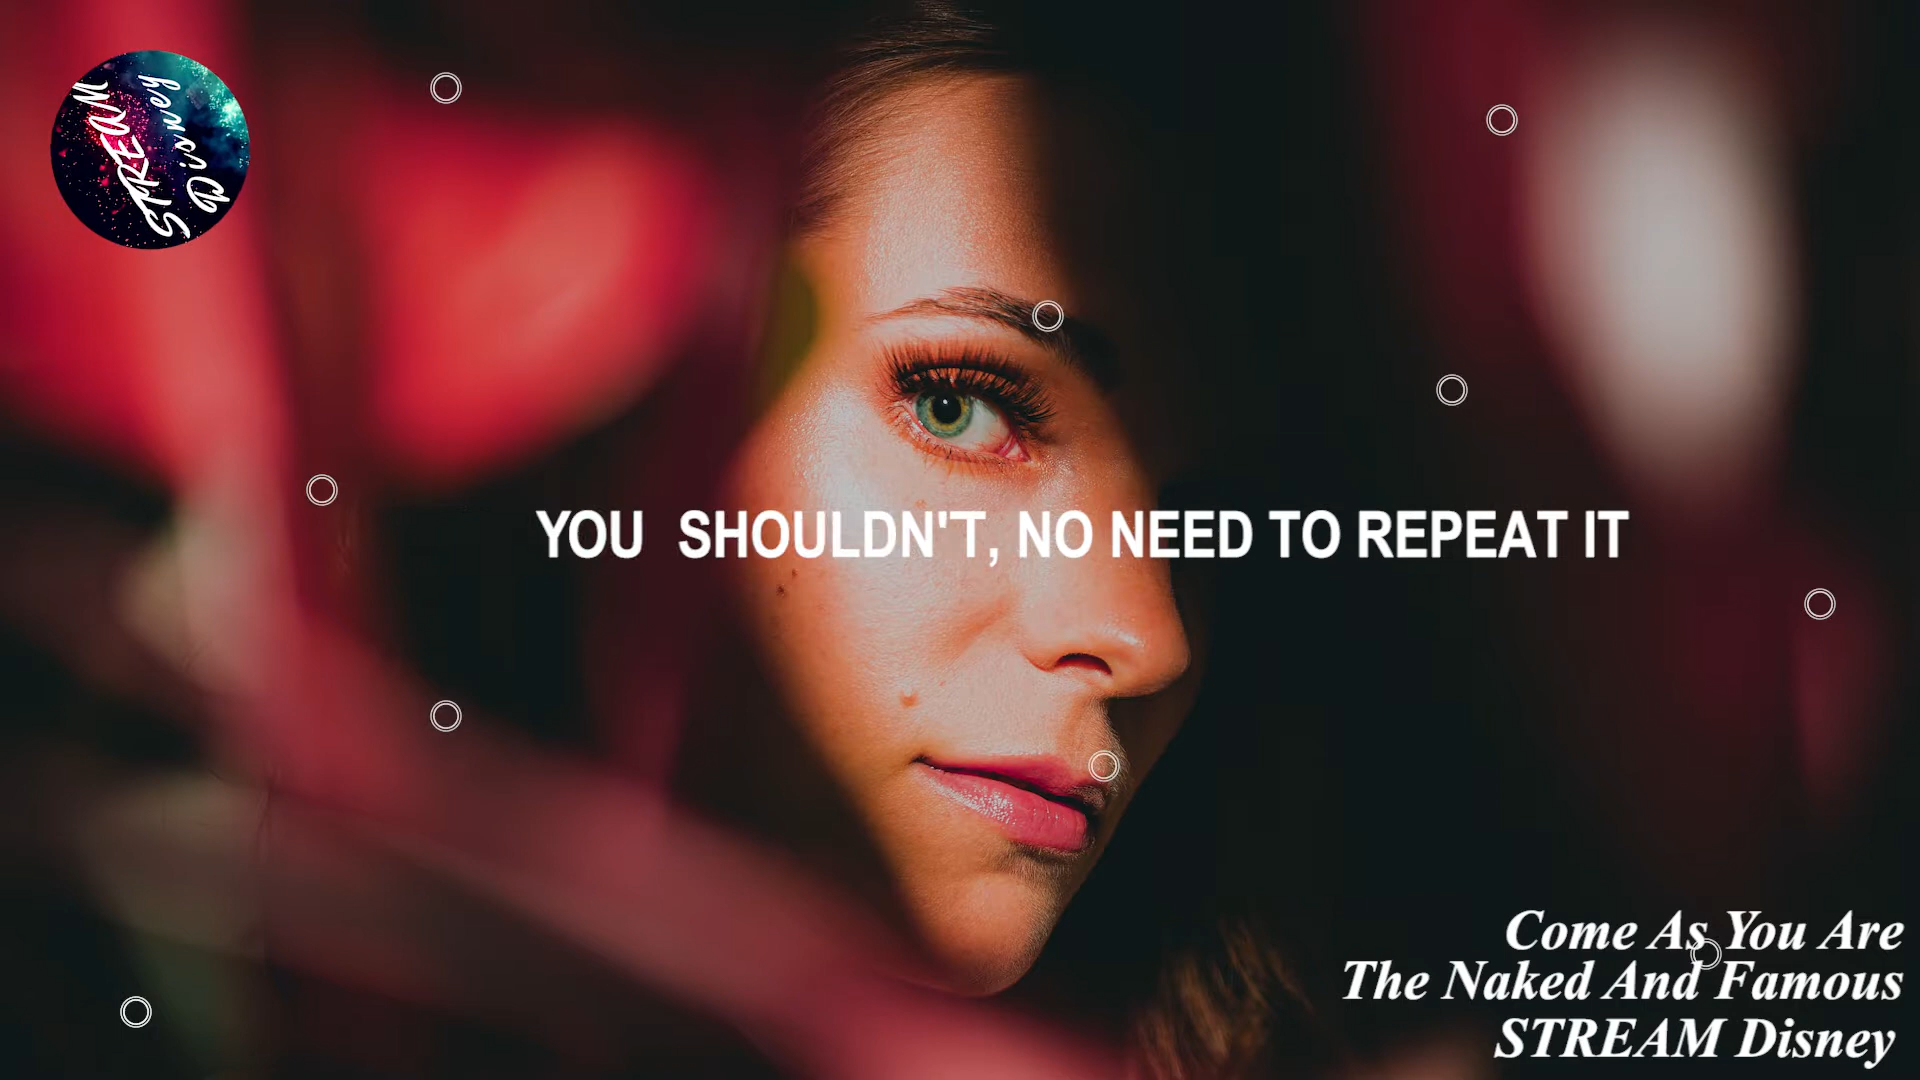 Disney
STREAM
YOU  SHOULDN'T, NO NEED TO REPEAT IT
Come As You Are
The Naked And Famous
STREAM Disney